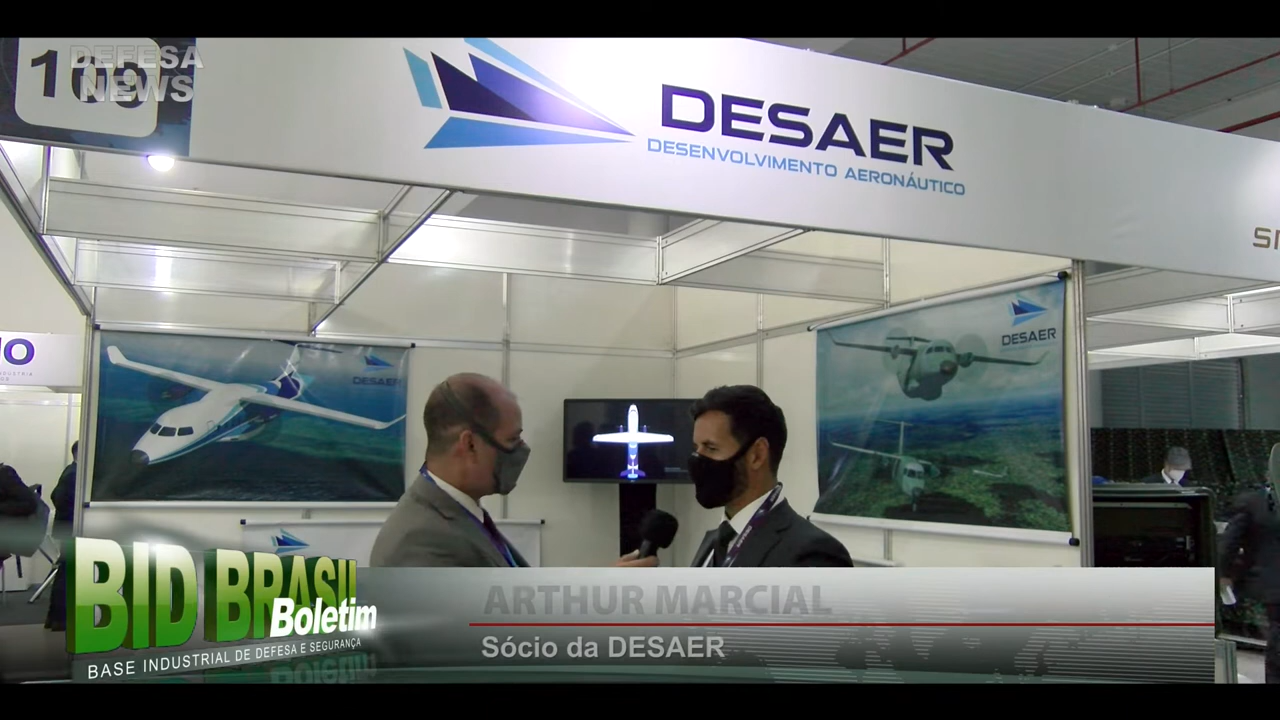 DEFESA
NEWS
109
DESAER
DESENVOLVIMENTO AERONÁUTICO
DESAER
DESAER
BID BRASIL
Boletim
BASE INDUSTRIAL DE DEFESA E SEGURANÇA
ARTHUR MARCIAL
Sócio da DESAER